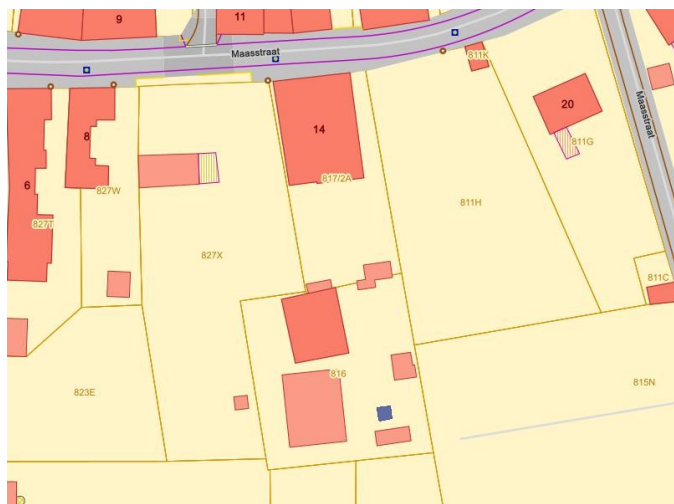 9
11
Maasstraat
811K
20
Maasstraat
8
14
811G
6
827W
817/2A
811H
827T
827X
811C
816
823E
815N